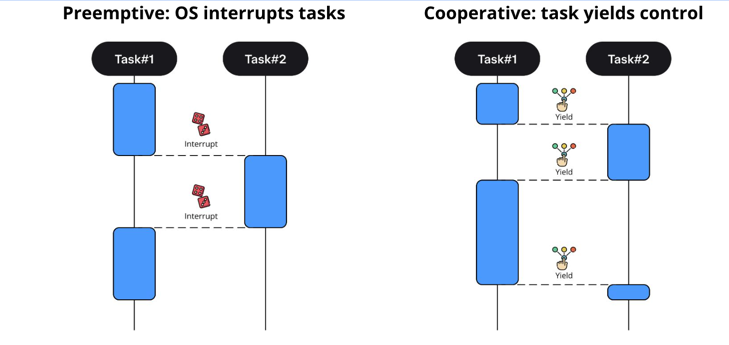 Preemptive: OS interrupts tasks
Task#1
Task#2
Interrupt
Interrupt
Cooperative: task yields control
Task#1
Task#2
Yield
Yield
Yield